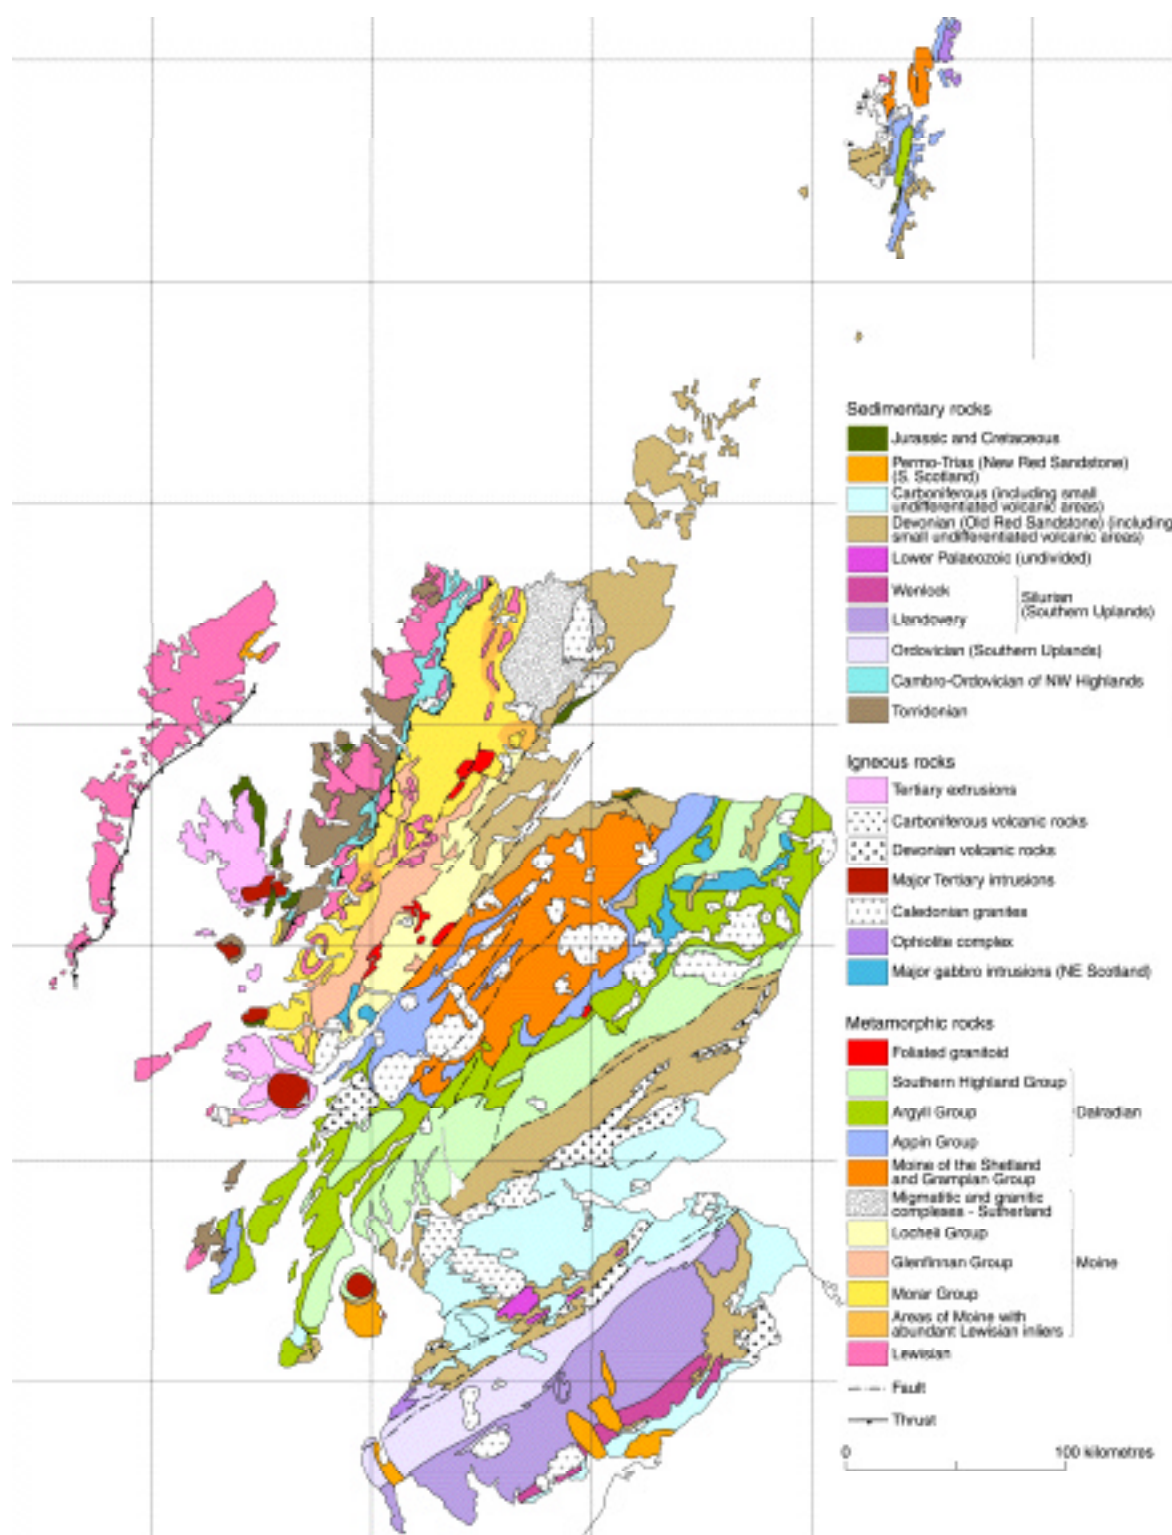 Sedimentary rocks
Jurassic and Cretaceous
Permo-Trias (New Red Sandstone)
(S. Scotland)
Carboniferous (including small
undifferentiated volcanic areas)
Devonian (Old Red Sandstone) (including
small undifferentiated volcanic areas)
Lower Palaeozoic (undivided)
Wenlock
Llandovery
Silurian
(Southern Uplands)
Ordovician (Southern Uplands)
Cambro-Ordovician of NW Highlands
Torridonian
Igneous rocks
Tertiary extrusions
Carboniferous volcanic rocks
Devonian volcanic rocks
Major Tertiary intrusions
Caledonian granites
Ophiolite complex
Major gabbro intrusions (NE Scotland)
Metamorphic rocks
Foliated granitoid
Southern Highland Group
Argyll Group
Dalradian
Appin Group
Moine of the Shetland
and Grampian Group
Migmatitic and granitic
complexes - Sutherland
Locheil Group
Glenfinnan Group
Moine
Morar Group
Areas of Moine with
abundant Lewisian inliers
Lewisian
Fault
Thrust
0 100 kilometres